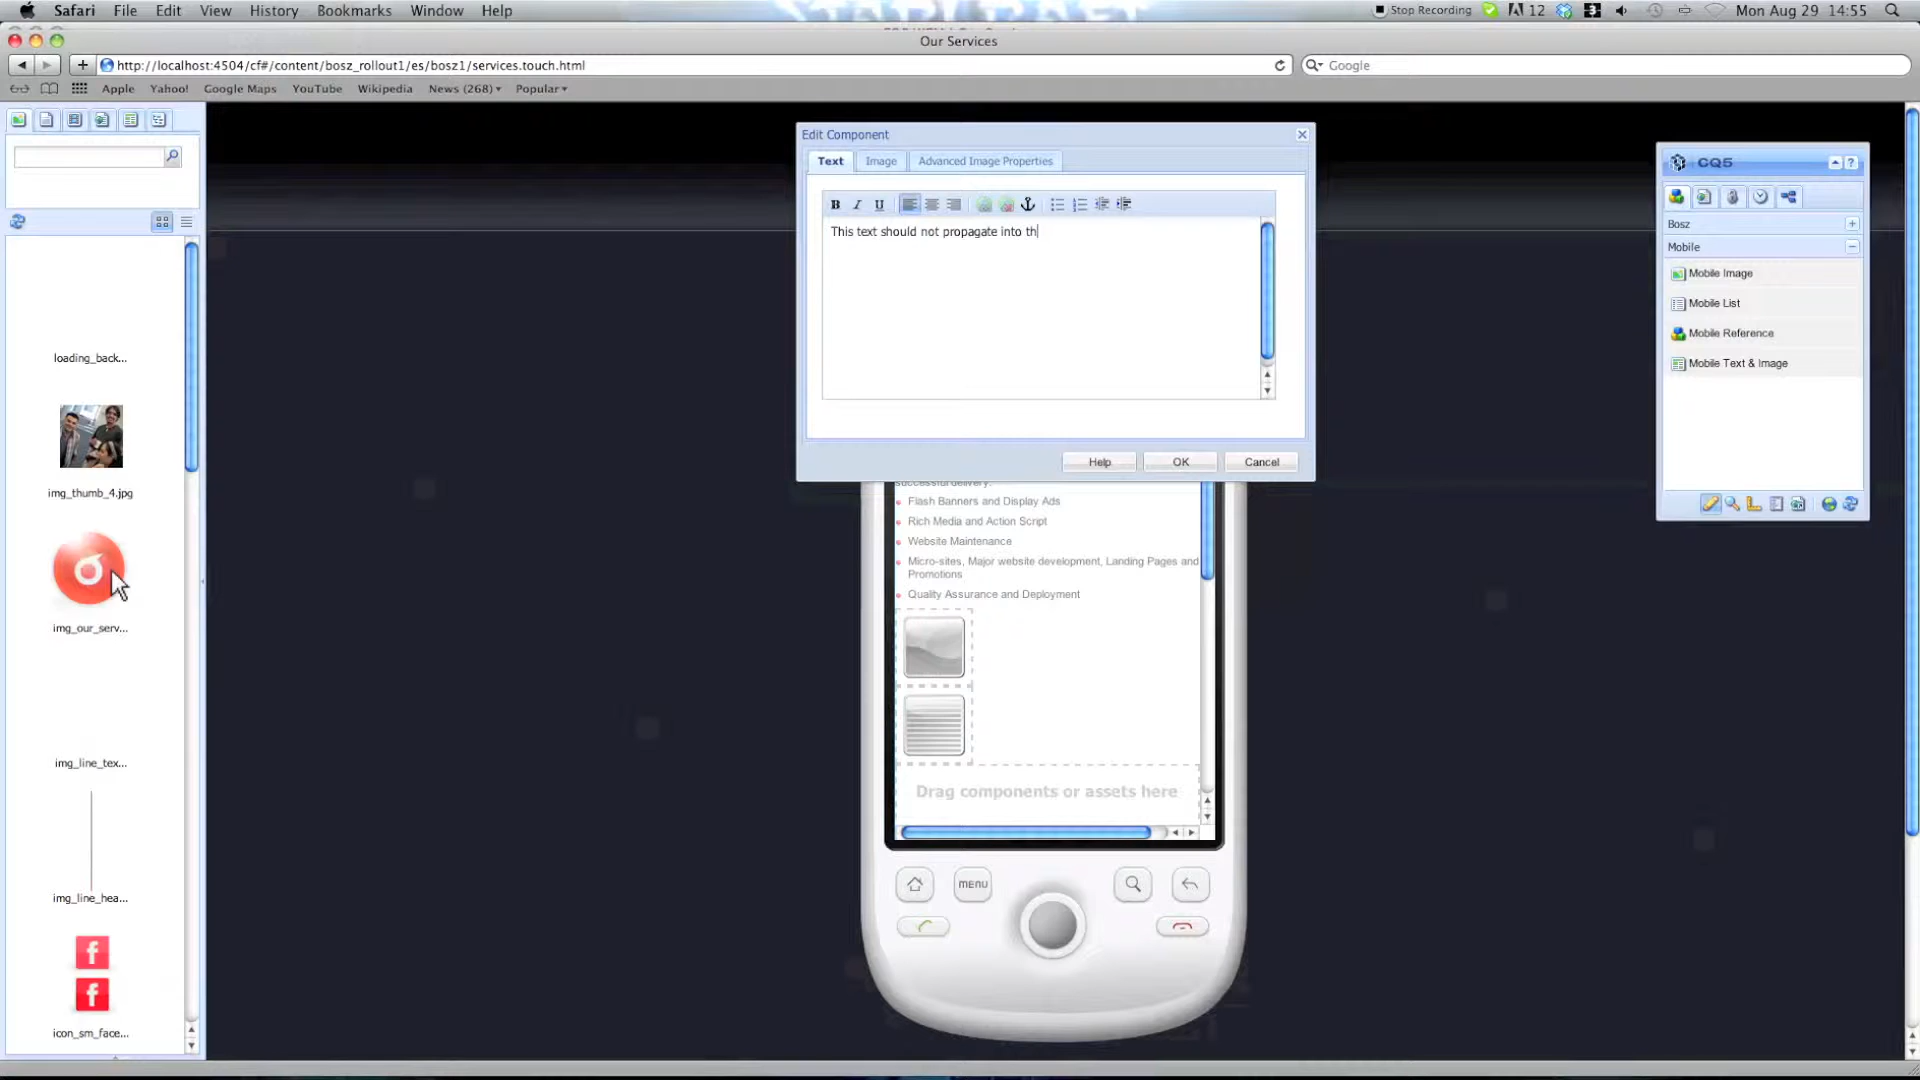 Safari File Edit View History Bookmarks Window Help
Stop Recording
12
3
Mon Aug 29 14:55
Our Services
http://localhost:4504/cf#/content/bosz_rollout1/es/bosz1/services.touch.html
Google
Apple Yahoo! Google Maps YouTube Wikipedia News (268) Popular
Edit Component
Text Image Advanced Image Properties
B I U
This text should not propagate into th
Help OK Cancel
loading_back...
img_thumb_4.jpg
img_our_serv...
img_line_tex...
img_line_hea...
icon_sm_face...
successful delivery.
Flash Banners and Display Ads
Rich Media and Action Script
Website Maintenance
Micro-sites, Major website development, Landing Pages and
Promotions
Quality Assurance and Deployment
Drag components or assets here
MENU
CQ5
Bosz
Mobile
Mobile Image
Mobile List
Mobile Reference
Mobile Text & Image